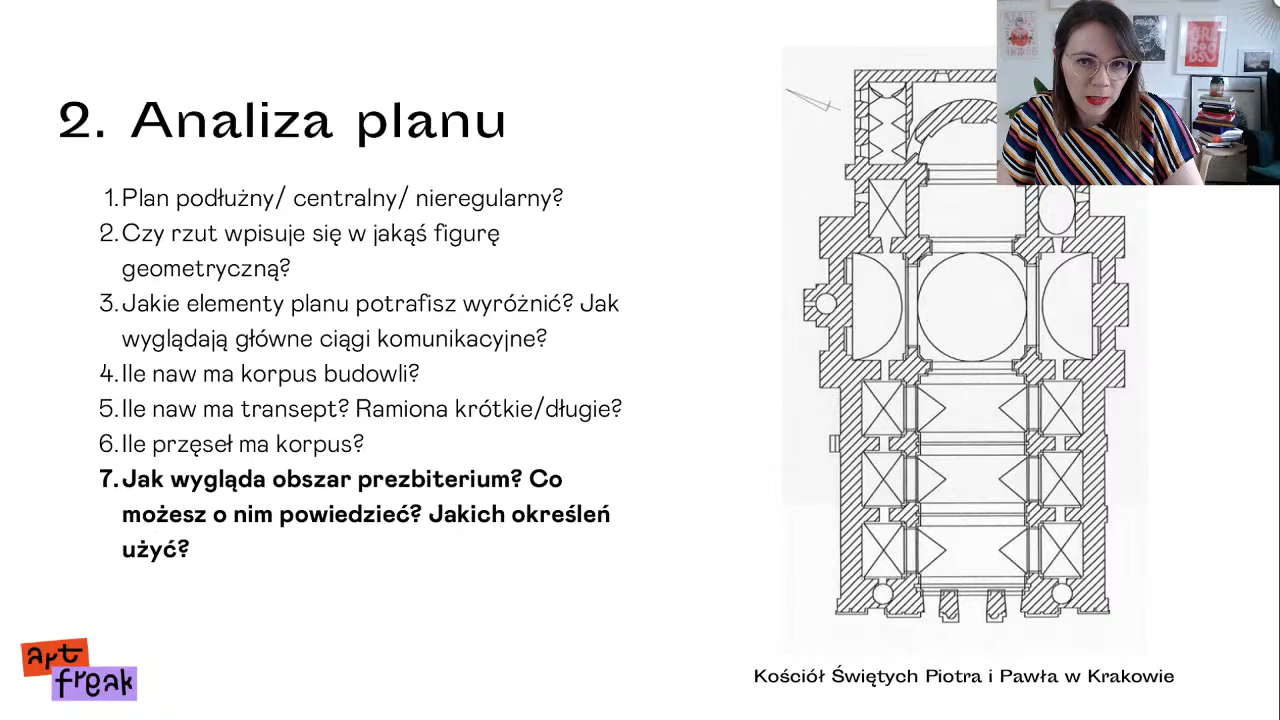 2. Analiza planu
1. Plan podłużny/ centralny/ nieregularny?
2. Czy rzut wpisuje się w jakąś figurę
geometryczną?
3. Jakie elementy planu potrafisz wyróżnić? Jak
wyglądają główne ciągi komunikacyjne?
4. Ile naw ma korpus budowli?
5. Ile naw ma transept? Ramiona krótkie/długie?
6. Ile przęseł ma korpus?
7. Jak wygląda obszar prezbiterium? Co
możesz o nim powiedzieć? Jakich określeń
użyć?
art
freak
Kościół Świętych Piotra i Pawła w Krakowie